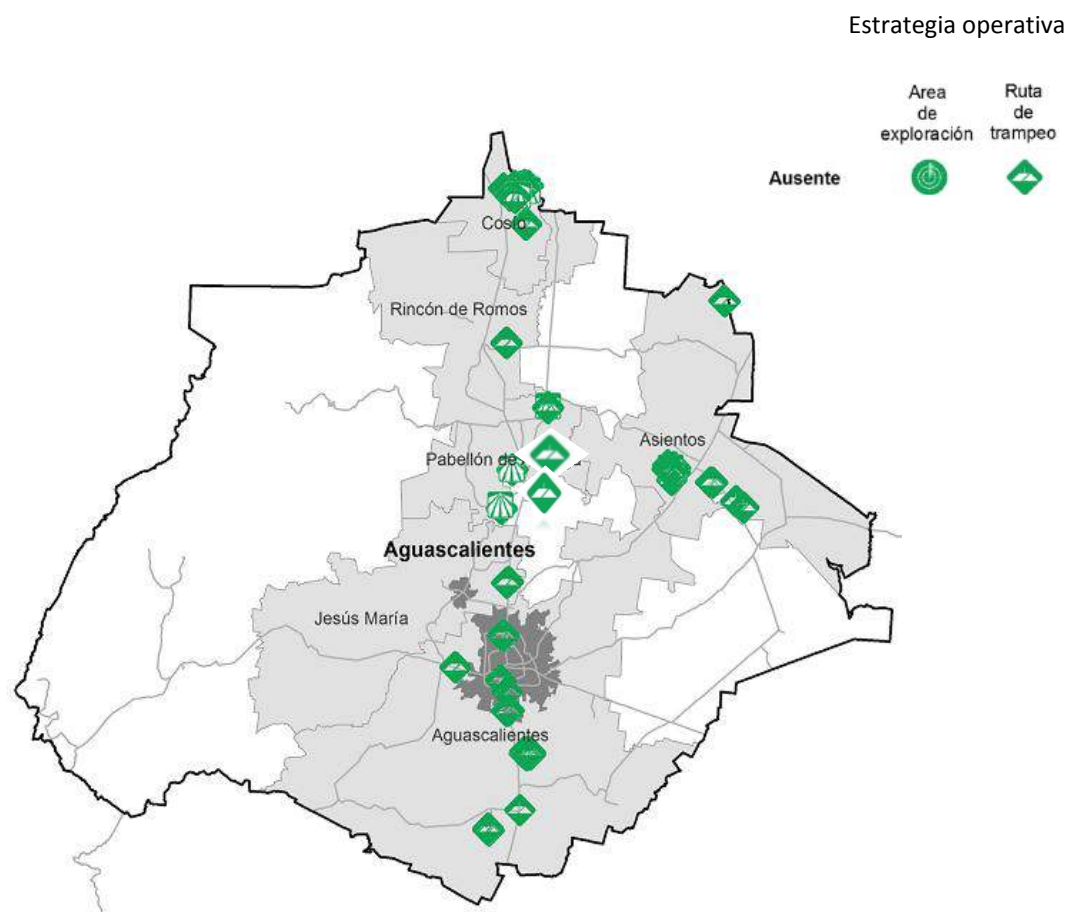 Estrategia operativa
Area
de
exploración
Ruta
de
trampeo
Ausente
Cosío
Rincón de Romos
Asientos
Pabellón de
Aguascalientes
Jesús María
Aguascalientes